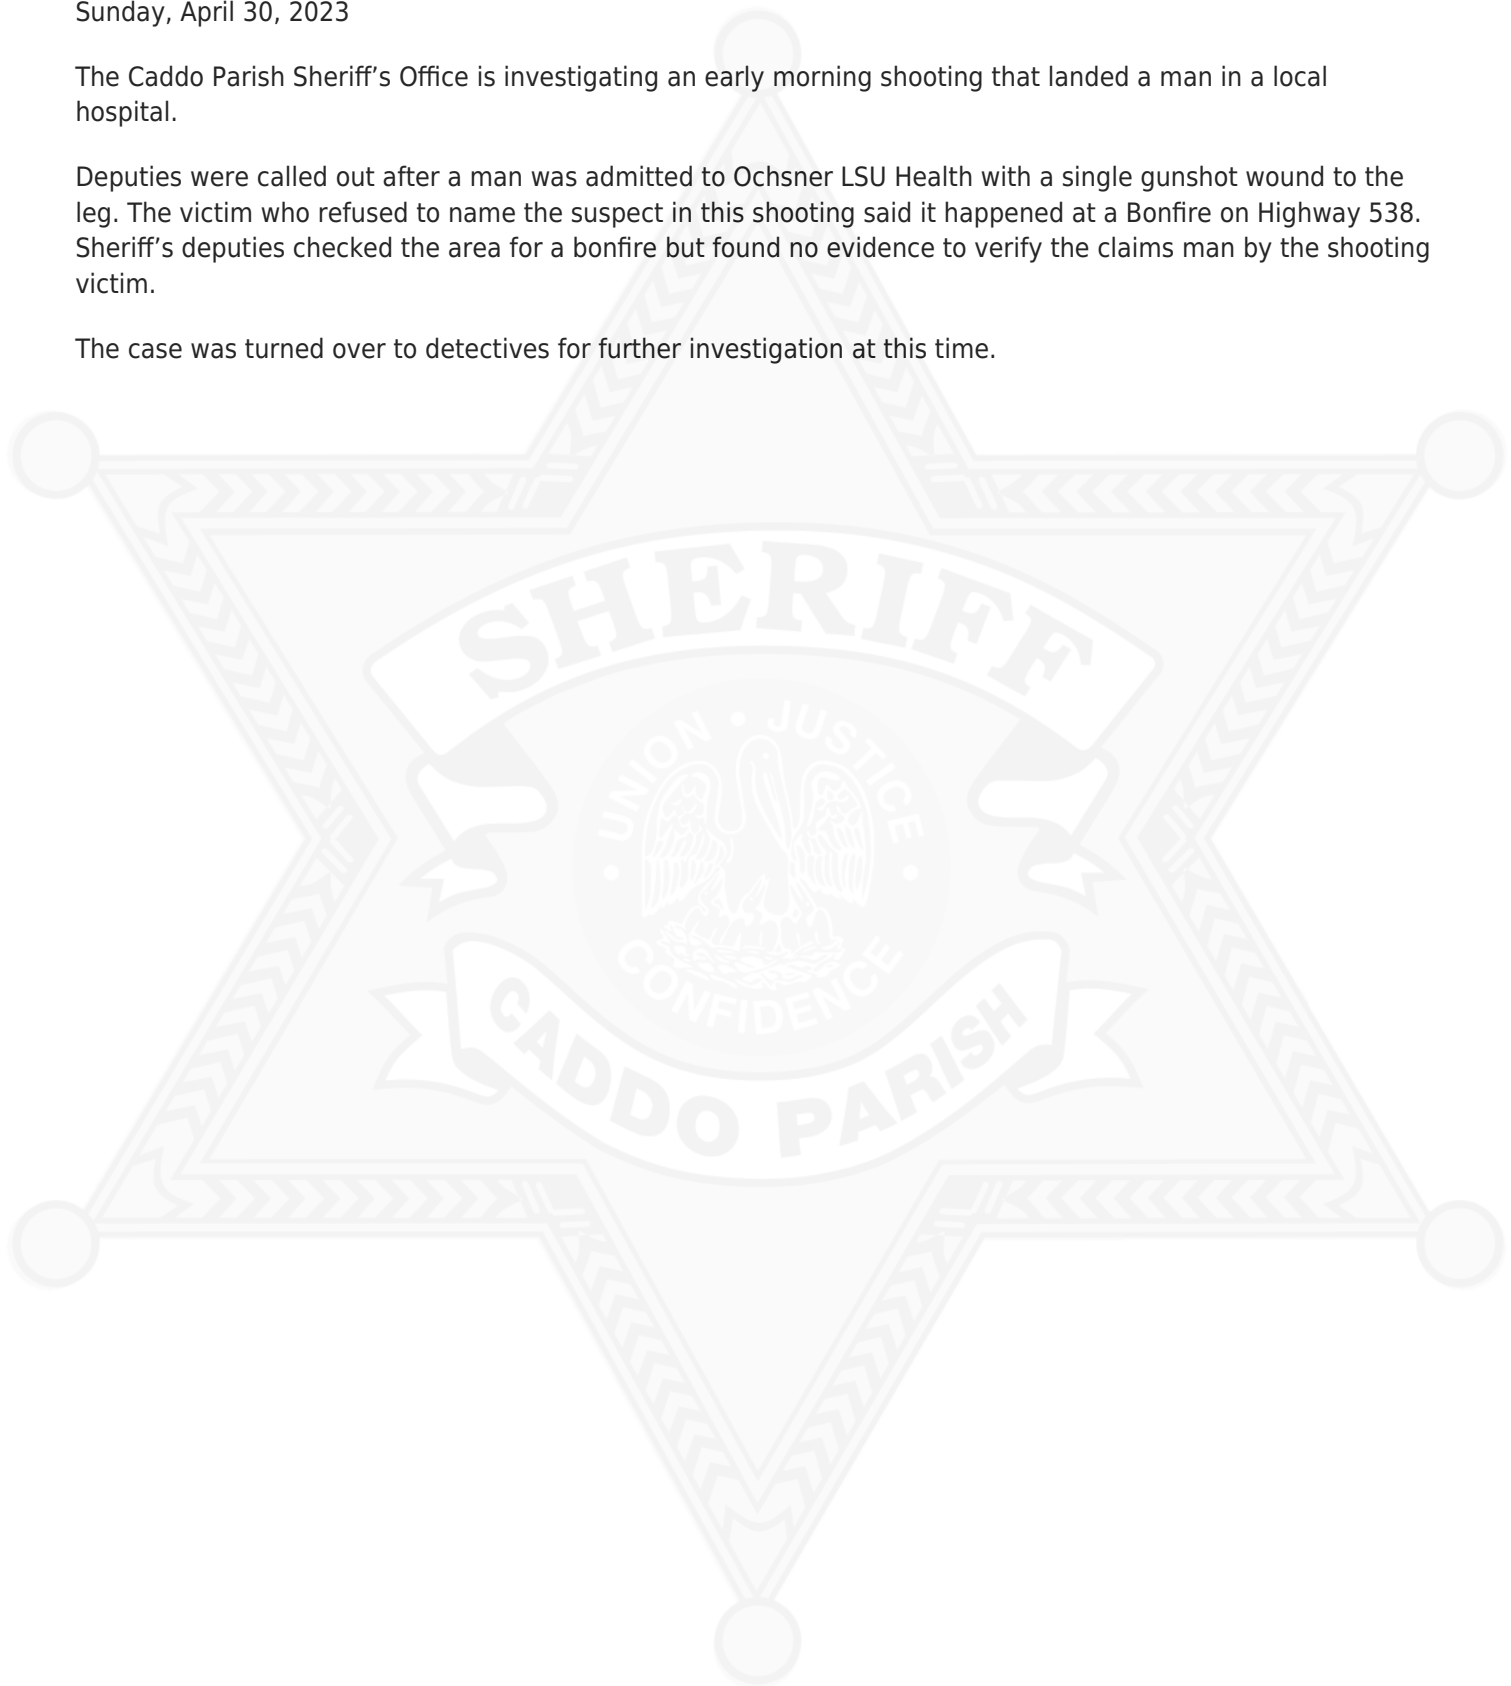 Sunday, April 30, 2023
The Caddo Parish Sheriff’s Office is investigating an early morning shooting that landed a man in a local
hospital.
Deputies were called out after a man was admitted to Ochsner LSU Health with a single gunshot wound to the
leg. The victim who refused to name the suspect in this shooting said it happened at a Bonfire on Highway 538.
Sheriff’s deputies checked the area for a bonfire but found no evidence to verify the claims man by the shooting
victim.
The case was turned over to detectives for further investigation at this time.
SHERIFF
UNION • JUSTICE
• CONFIDENCE •
CADDO PARISH